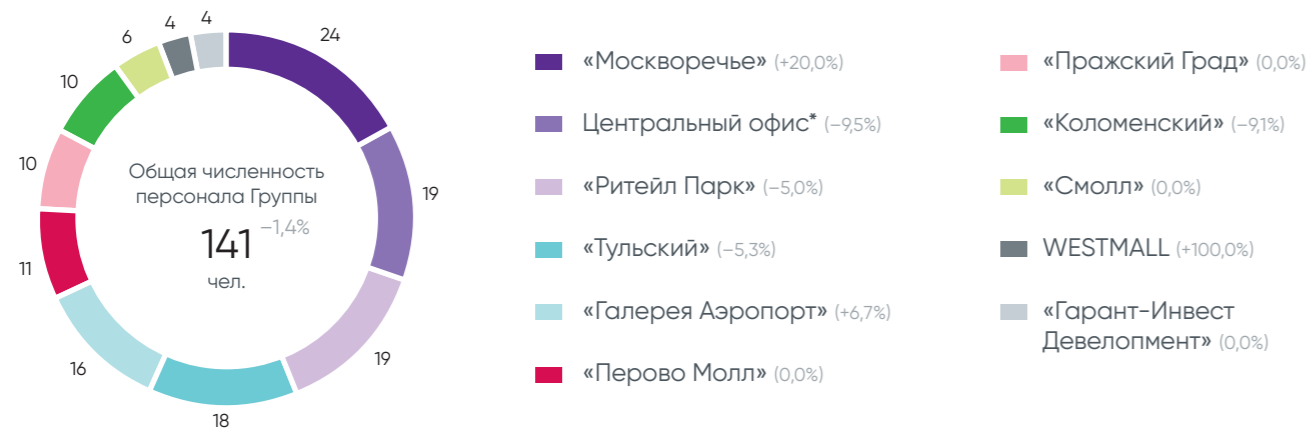 4
4
6
24
10
10
19
11
16
19
18
Общая численность
персонала Группы
141 –1,4%
чел.
«Москворечье» (+20,0%)
Центральный офис* (–9,5%)
«Ритейл Парк» (–5,0%)
«Тульский» (–5,3%)
«Галерея Аэропорт» (+6,7%)
«Перово Молл» (0,0%)
«Пражский Град» (0,0%)
«Коломенский» (–9,1%)
«Смолл» (0,0%)
WESTMALL (+100,0%)
«Гарант-Инвест
Девелопмент» (0,0%)